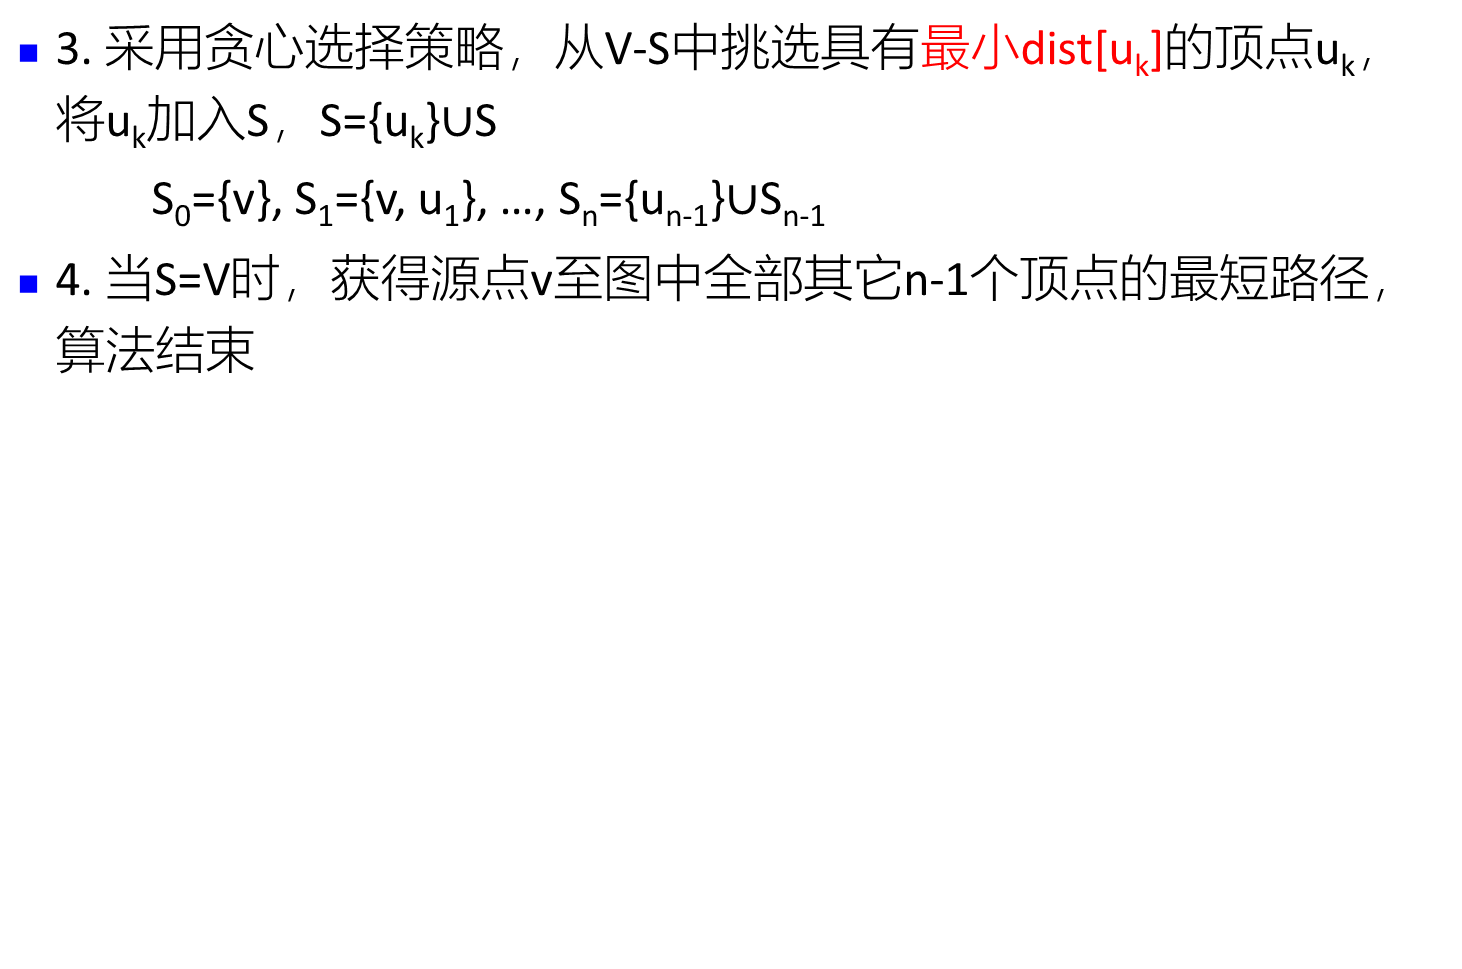 3. 采用贪心选择策略，从V-S中挑选具有最小dist[uk]的顶点uk，
将uk加入S，S={uk}∪S
S0={v}, S1={v, u1}, …, Sn={un-1}∪Sn-1
4. 当S=V时，获得源点v至图中全部其它n-1个顶点的最短路径，
算法结束